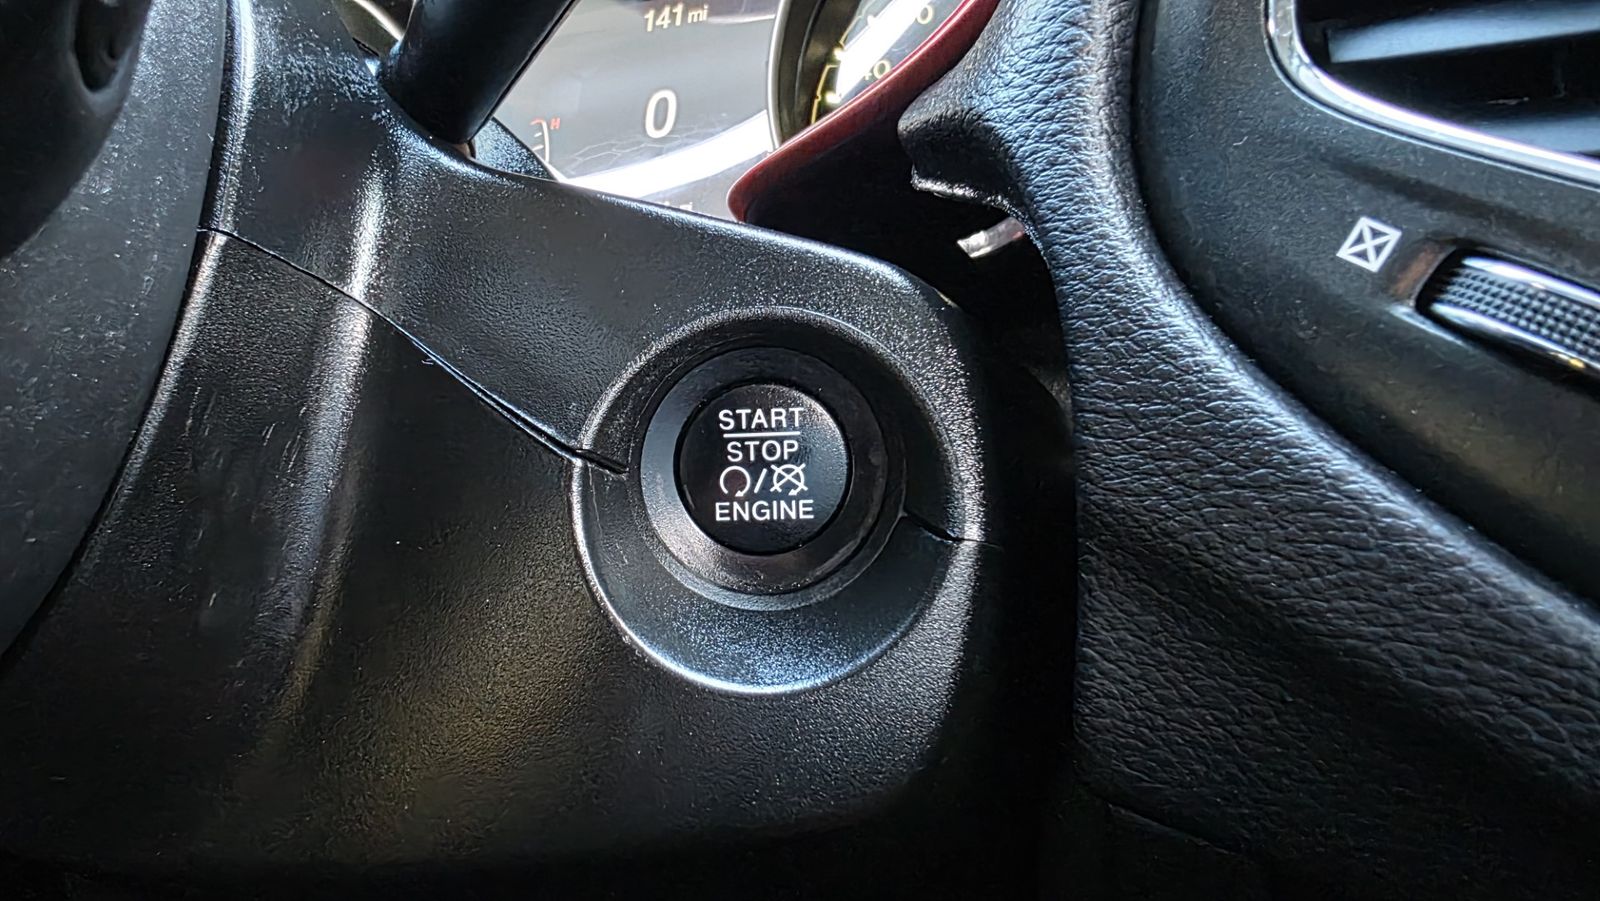 141 mi
0
H
START
STOP
/
ENGINE